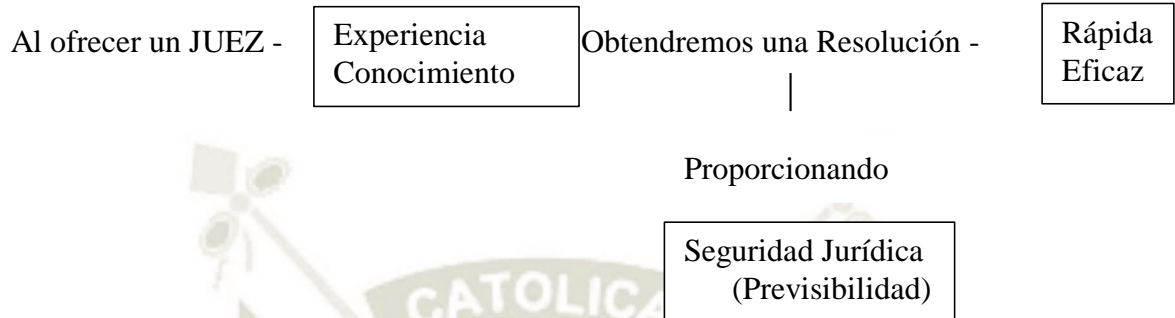 Al ofrecer un JUEZ - Experiencia Obtendremos una Resolución - Rápida
Conocimiento Eficaz
Proporcionando
Seguridad Jurídica
(Previsibilidad)
CATOLICA